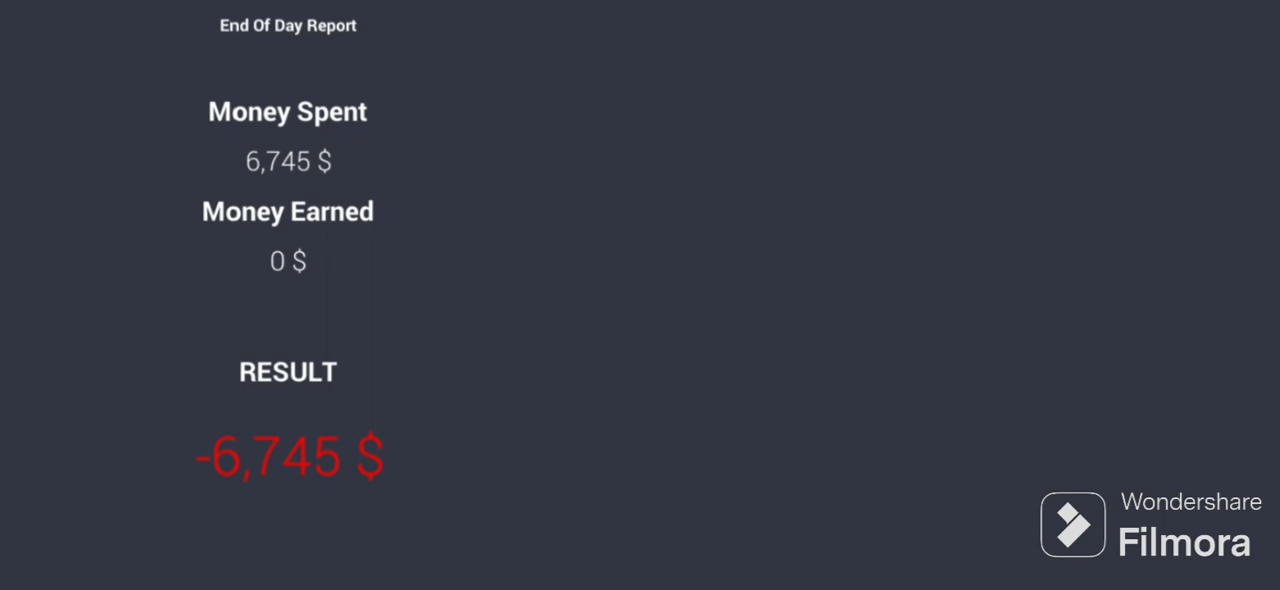 End Of Day Report
Money Spent
6,745 $
Money Earned
0 $
RESULT
-6,745 $
Wondershare
Filmora